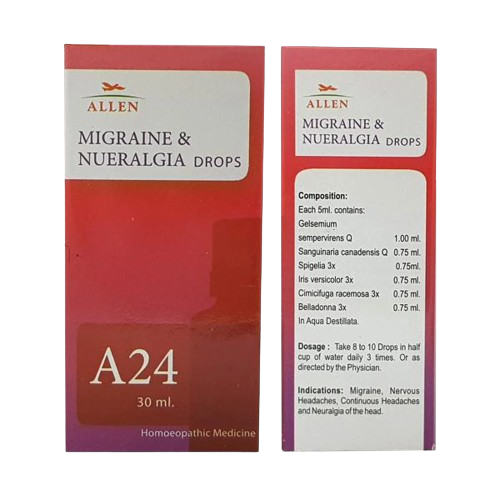 ALLEN
MIGRAINE &
NUERALGIA DROPS
A24
30 ml.
Homoeopathic Medicine
ALLEN
MIGRAINE &
NUERALGIA DROPS
Composition:
Each 5ml. contains:
Gelsemium
sempervirens Q 1.00 ml.
Sanguinaria canadensis Q 0.75 ml.
Spigelia 3x 0.75ml.
Iris versicolor 3x 0.75 ml.
Cimicifuga racemosa 3x 0.75 ml.
Belladonna 3x 0.75 ml.
In Aqua Destillata.
Dosage : Take 8 to 10 Drops in half
cup of water daily 3 times. Or as
directed by the Physician.
Indications: Migraine, Nervous
Headaches, Continuous Headaches
and Neuralgia of the head.